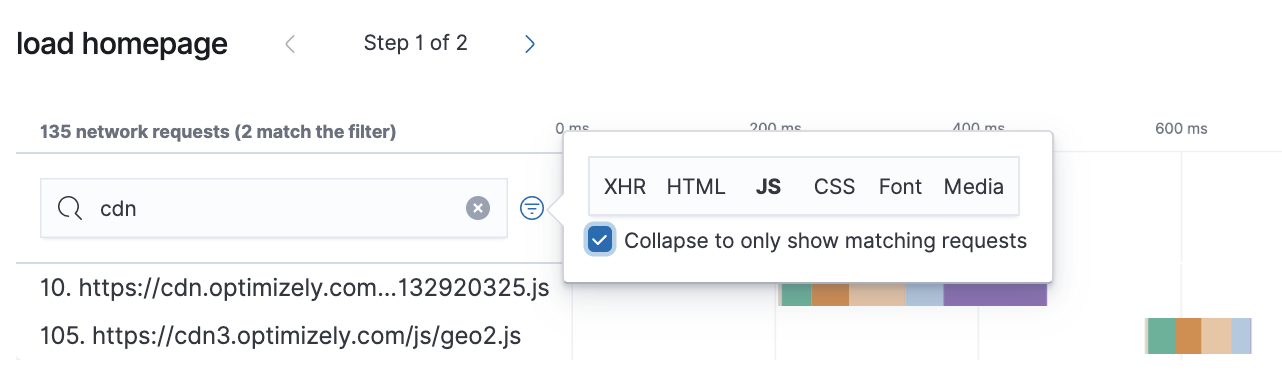 load homepage
Step 1 of 2
135 network requests (2 match the filter)
0 ms 200 ms 400 ms 600 ms
XHR HTML JS CSS Font Media
cdn
Collapse to only show matching requests
10. https://cdn.optimizely.com...132920325.js
105. https://cdn3.optimizely.com/js/geo2.js